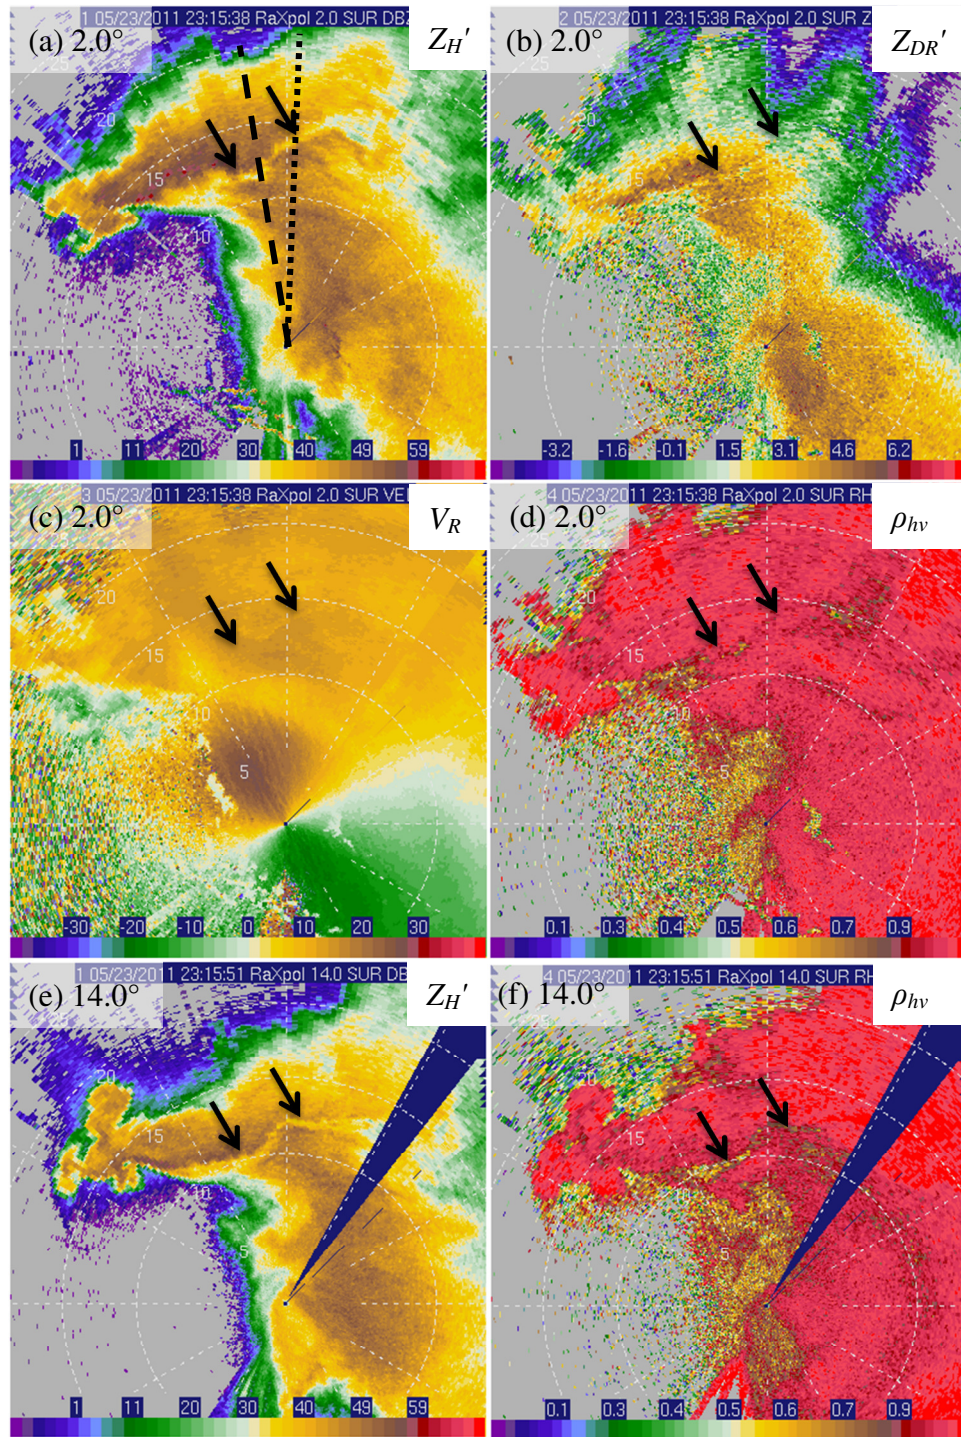 1 05/23/2011 23:15:38 RaXpol 2.0 SUR DBZ
(a) 2.0°
Z_H'
25
20
15
10
1 11 20 30 40 49 59
2 05/23/2011 23:15:38 RaXpol 2.0 SUR Z
(b) 2.0°
Z_DR'
20
15
10
-3.2 -1.6 -0.1 1.5 3.1 4.6 6.2
3 05/23/2011 23:15:38 RaXpol 2.0 SUR VEL
(c) 2.0°
V_R
20
15
10
5
-30 -20 -10 0 10 20 30
4 05/23/2011 23:15:38 RaXpol 2.0 SUR RH
(d) 2.0°
ρ_hv
20
15
10
5
0.1 0.3 0.4 0.5 0.6 0.7 0.9
1 05/23/2011 23:15:51 RaXpol 14.0 SUR DB
(e) 14.0°
Z_H'
20
15
10
5
1 11 20 30 40 49 59
4 05/23/2011 23:15:51 RaXpol 14.0 SUR RH
(f) 14.0°
ρ_hv
15
10
5
0.1 0.3 0.4 0.5 0.6 0.7 0.9